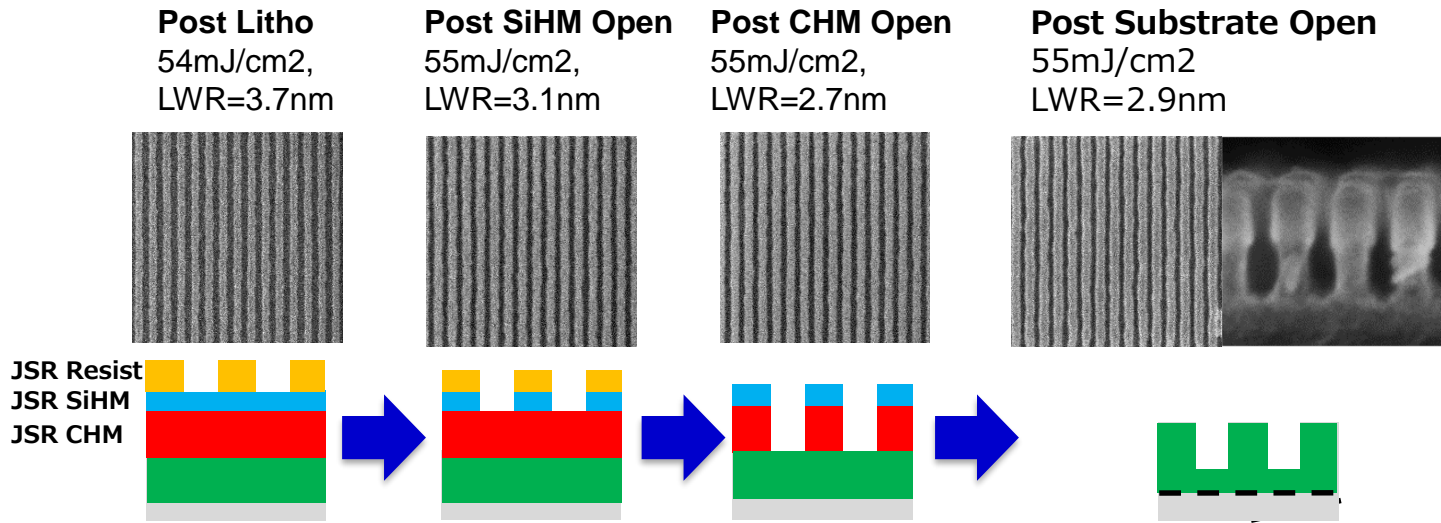 Post Litho
54mJ/cm2,
LWR=3.7nm
Post SiHM Open
55mJ/cm2,
LWR=3.1nm
Post CHM Open
55mJ/cm2,
LWR=2.7nm
Post Substrate Open
55mJ/cm2
LWR=2.9nm
JSR Resist
JSR SiHM
JSR CHM